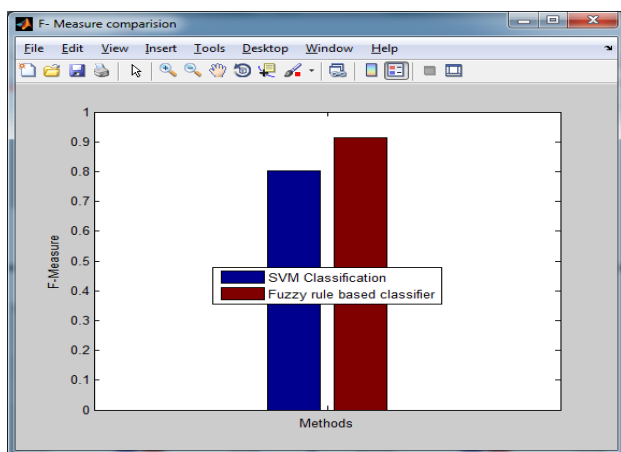 F- Measure comparision
File Edit View Insert Tools Desktop Window Help
1
0.9
0.8
0.7
0.6
0.5
0.4
0.3
0.2
0.1
0
F-Measure
SVM Classification
Fuzzy rule based classifier
Methods